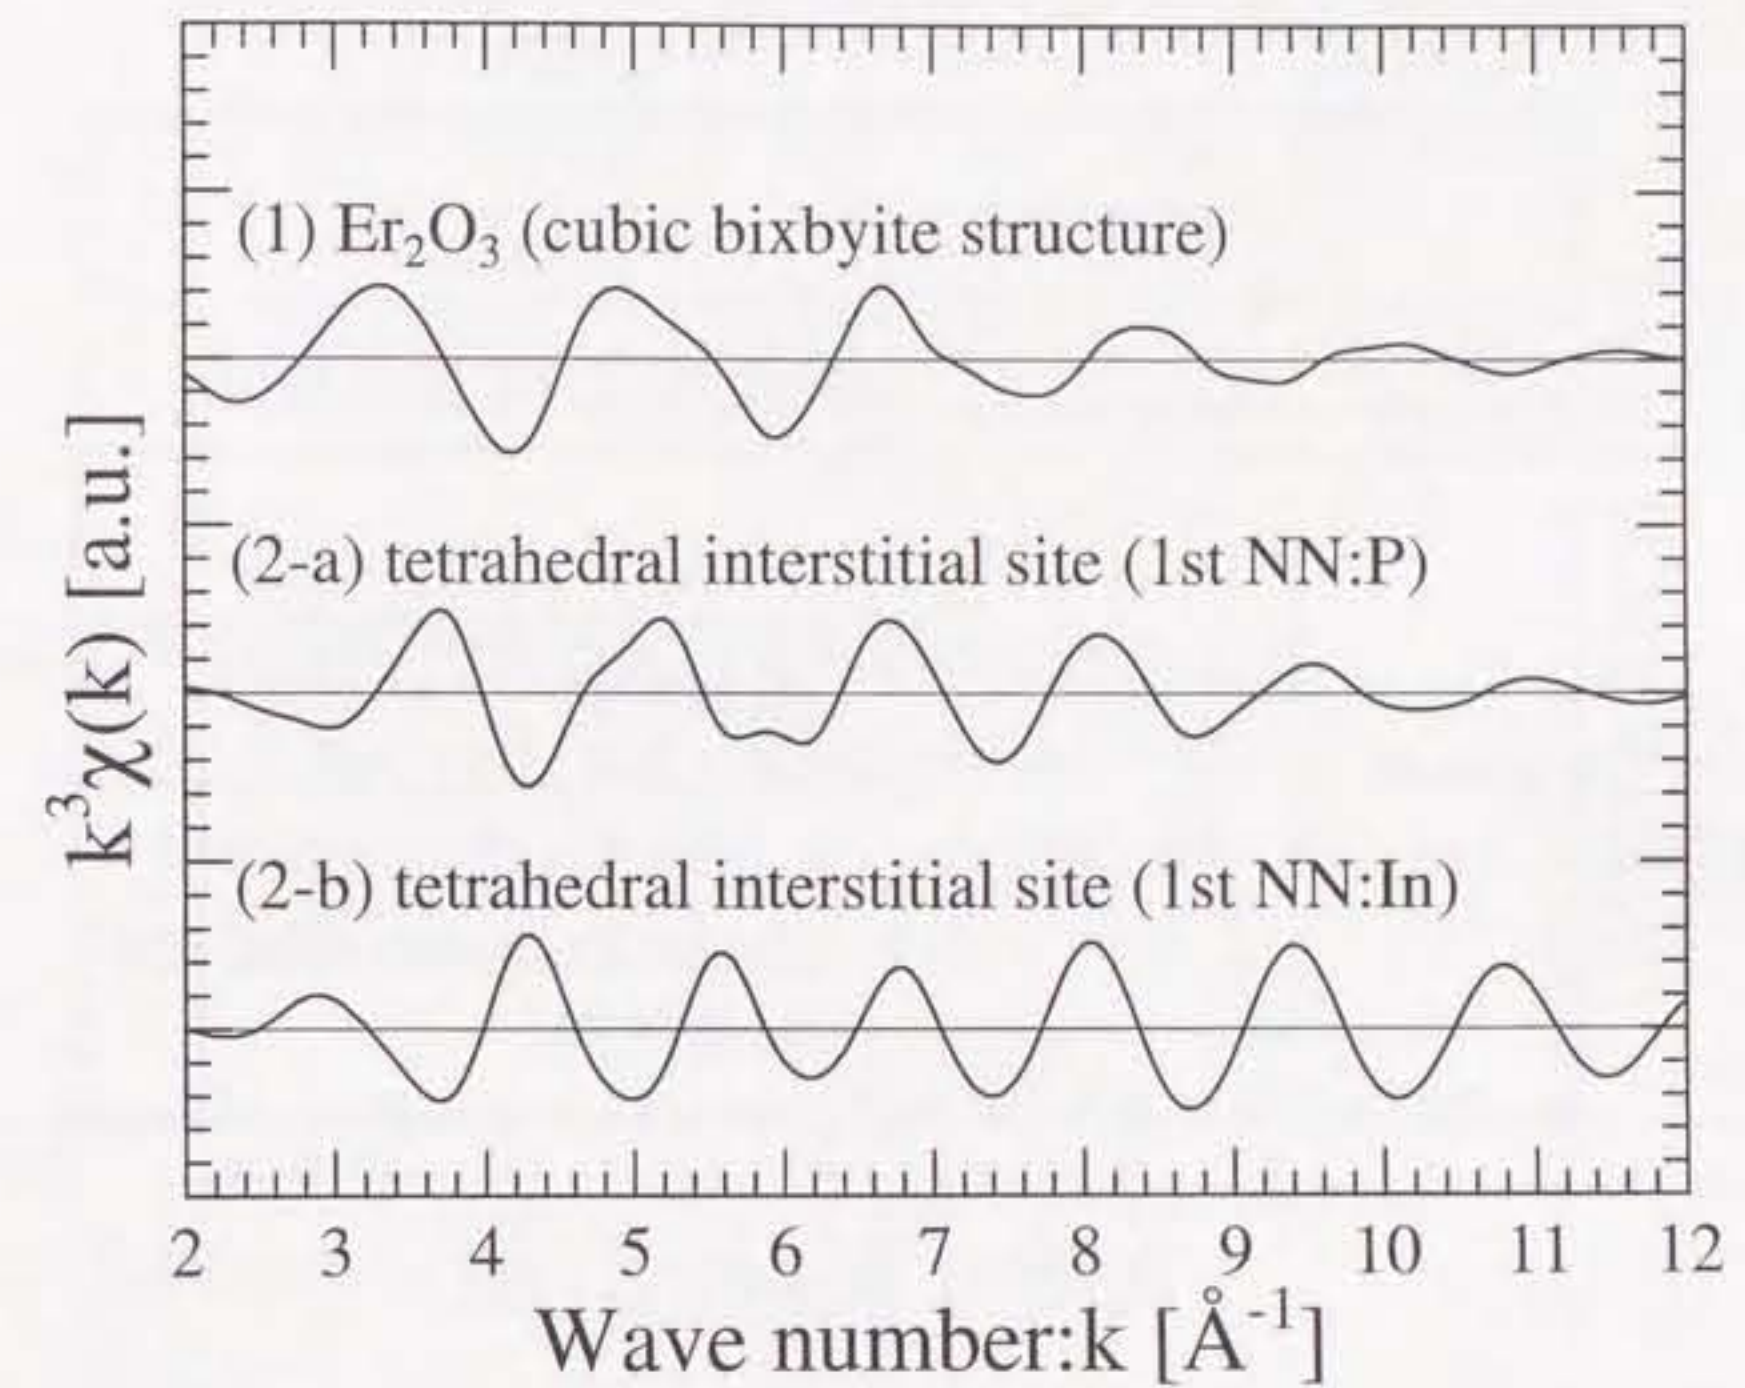 (1) Er₂O₃ (cubic bixbyite structure)
(2-a) tetrahedral interstitial site (1st NN:P)
(2-b) tetrahedral interstitial site (1st NN:In)
k³χ(k) [a.u.]
2 3 4 5 6 7 8 9 10 11 12
Wave number:k [Å⁻¹]